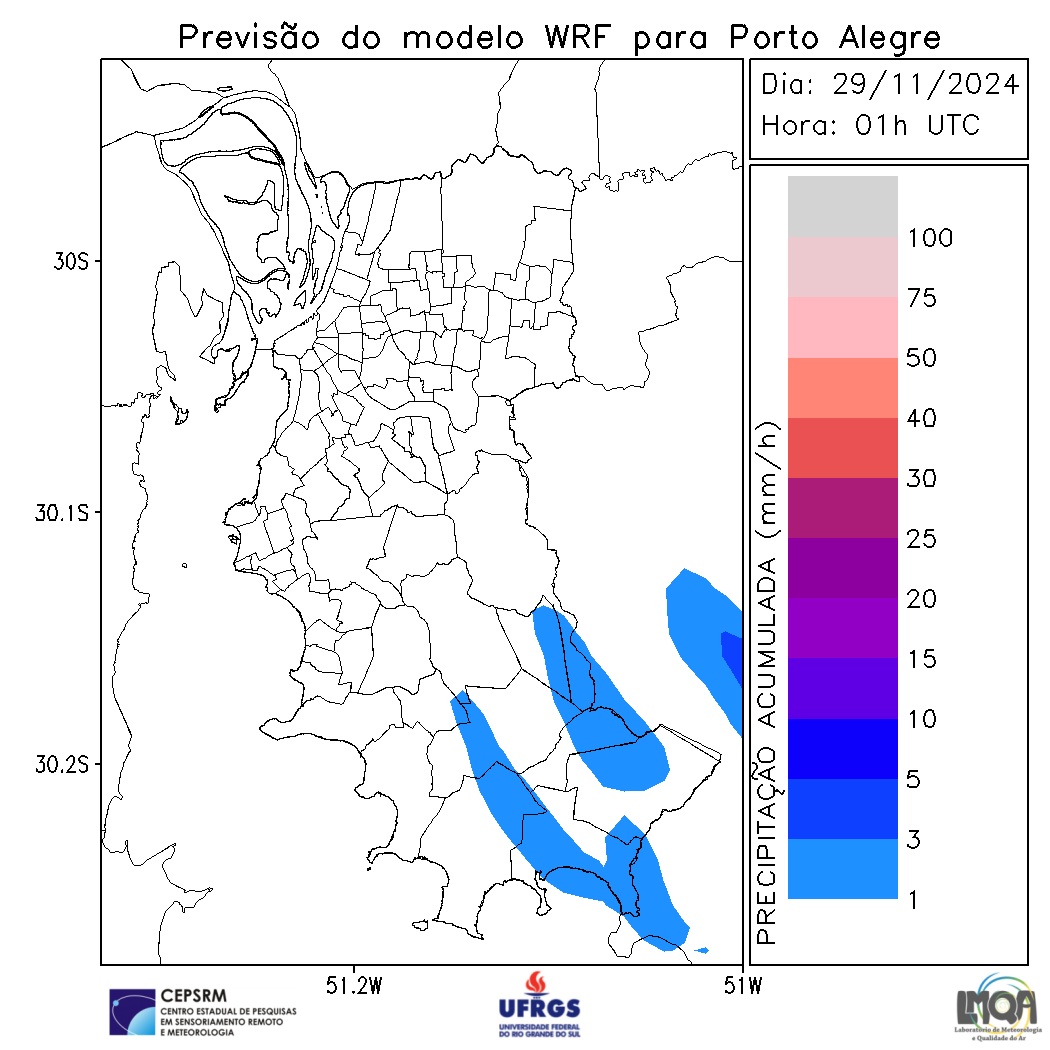 Previsão do modelo WRF para Porto Alegre
Dia: 29/11/2024
Hora: 01h UTC
30S
30.1S
30.2S
51.2W
51W
PRECIPITAÇÃO ACUMULADA (mm/h)
100
75
50
40
30
25
20
15
10
5
3
1
CEPSRM
CENTRO ESTADUAL DE PESQUISAS
EM SENSORIAMENTO REMOTO
E METEOROLOGIA
UFRGS
UNIVERSIDADE FEDERAL
DO RIO GRANDE DO SUL
LMQA
Laboratório de Meteorologia
e Qualidade do Ar